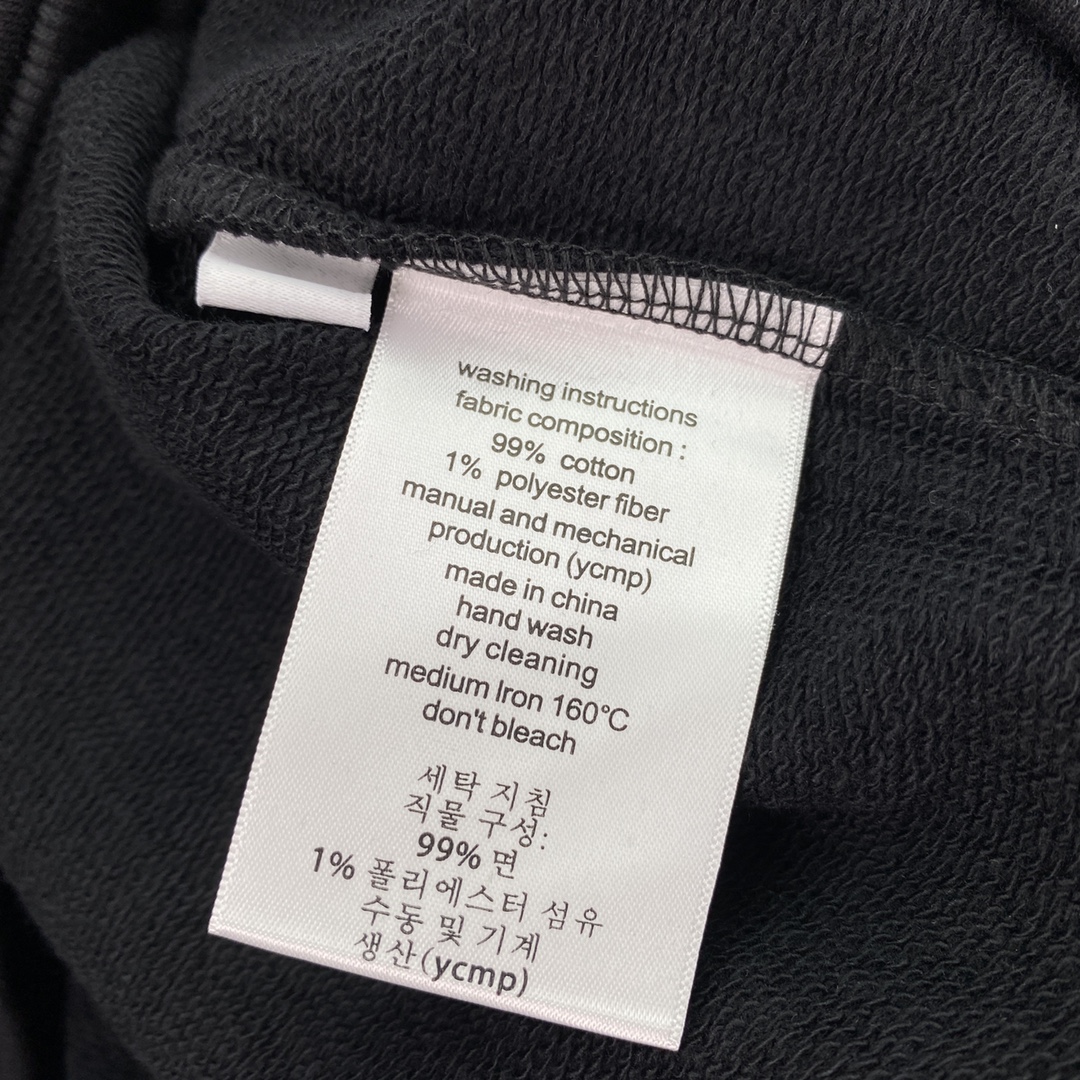 washing instructions
fabric composition :
99% cotton
1% polyester fiber
manual and mechanical
production (ycmp)
made in china
hand wash
dry cleaning
medium Iron 160℃
don't bleach
세탁 지침
직물 구성:
99% 면
1% 폴리에스터 섬유
수동 및 기계
생산(ycmp)